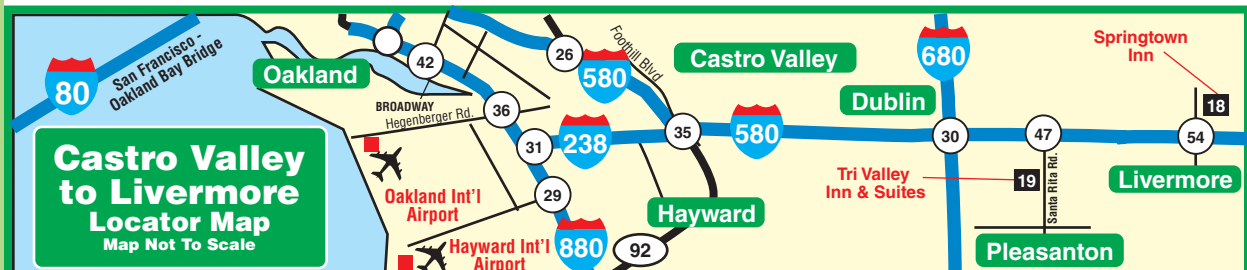 80
San Francisco -
Oakland Bay Bridge
Oakland
42
BROADWAY
Hegenberger Rd.
36
26
580
Foothill Blvd
Castro Valley
680
Springtown
Inn
18
Dublin
31
238
35
580
30
47
54
Castro Valley
to Livermore
Locator Map
Map Not To Scale
Oakland Int'l
Airport
29
Hayward
Tri Valley
Inn & Suites
19
Santa Rita Rd.
Livermore
Hayward Int'l
Airport
880
92
Pleasanton